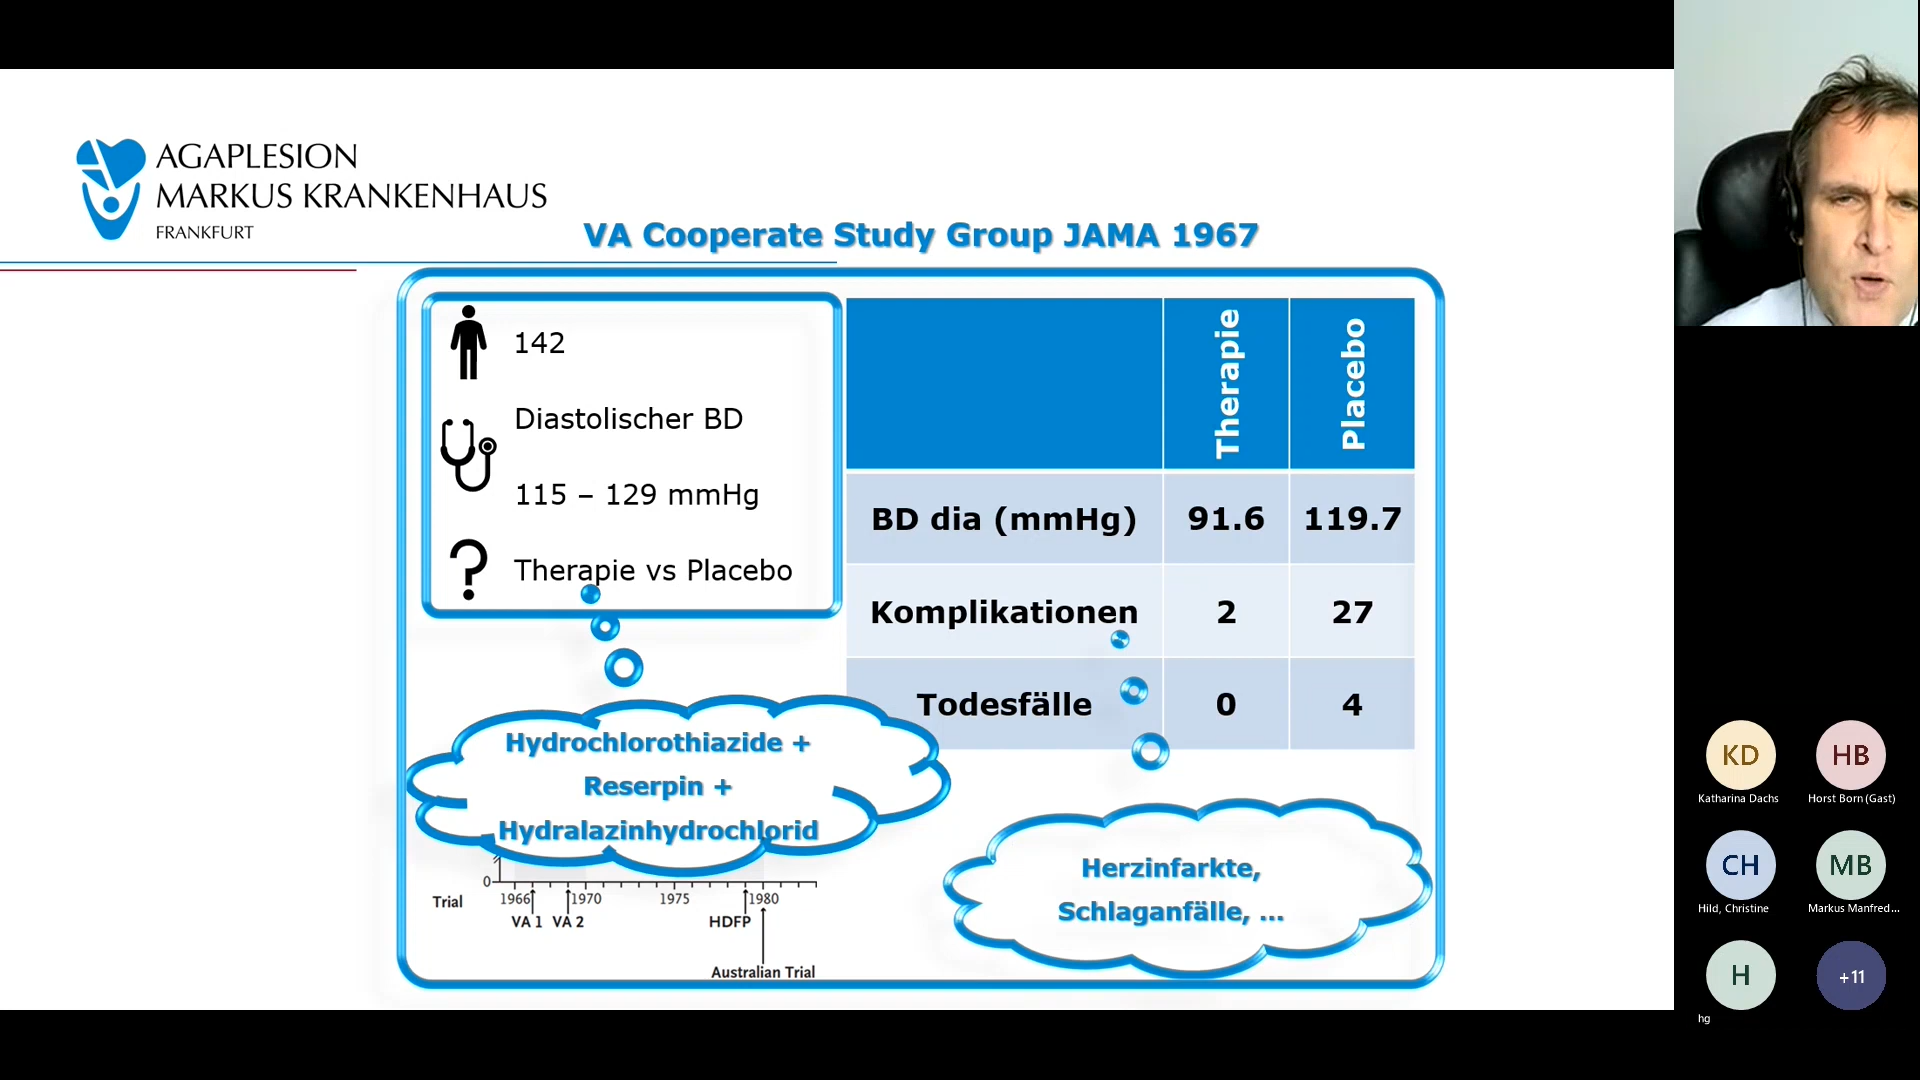 AGAPLESION
MARKUS KRANKENHAUS
FRANKFURT
VA Cooperate Study Group JAMA 1967
142
Diastolischer BD
115 – 129 mmHg
Therapie vs Placebo
Therapie Placebo
BD dia (mmHg) 91.6 119.7
Komplikationen 2 27
Todesfälle 0 4
Hydrochlorothiazide +
Reserpin +
Hydralazinhydrochlorid
Herzinfarkte,
Schlaganfälle, ...
0
Trial 1966 1970 1975 1980
VA 1 VA 2 HDFP
Australian Trial
KD HB
Katharina Dachs Horst Born (Gast)
CH MB
Hild, Christine Markus Manfred...
H +11
hg